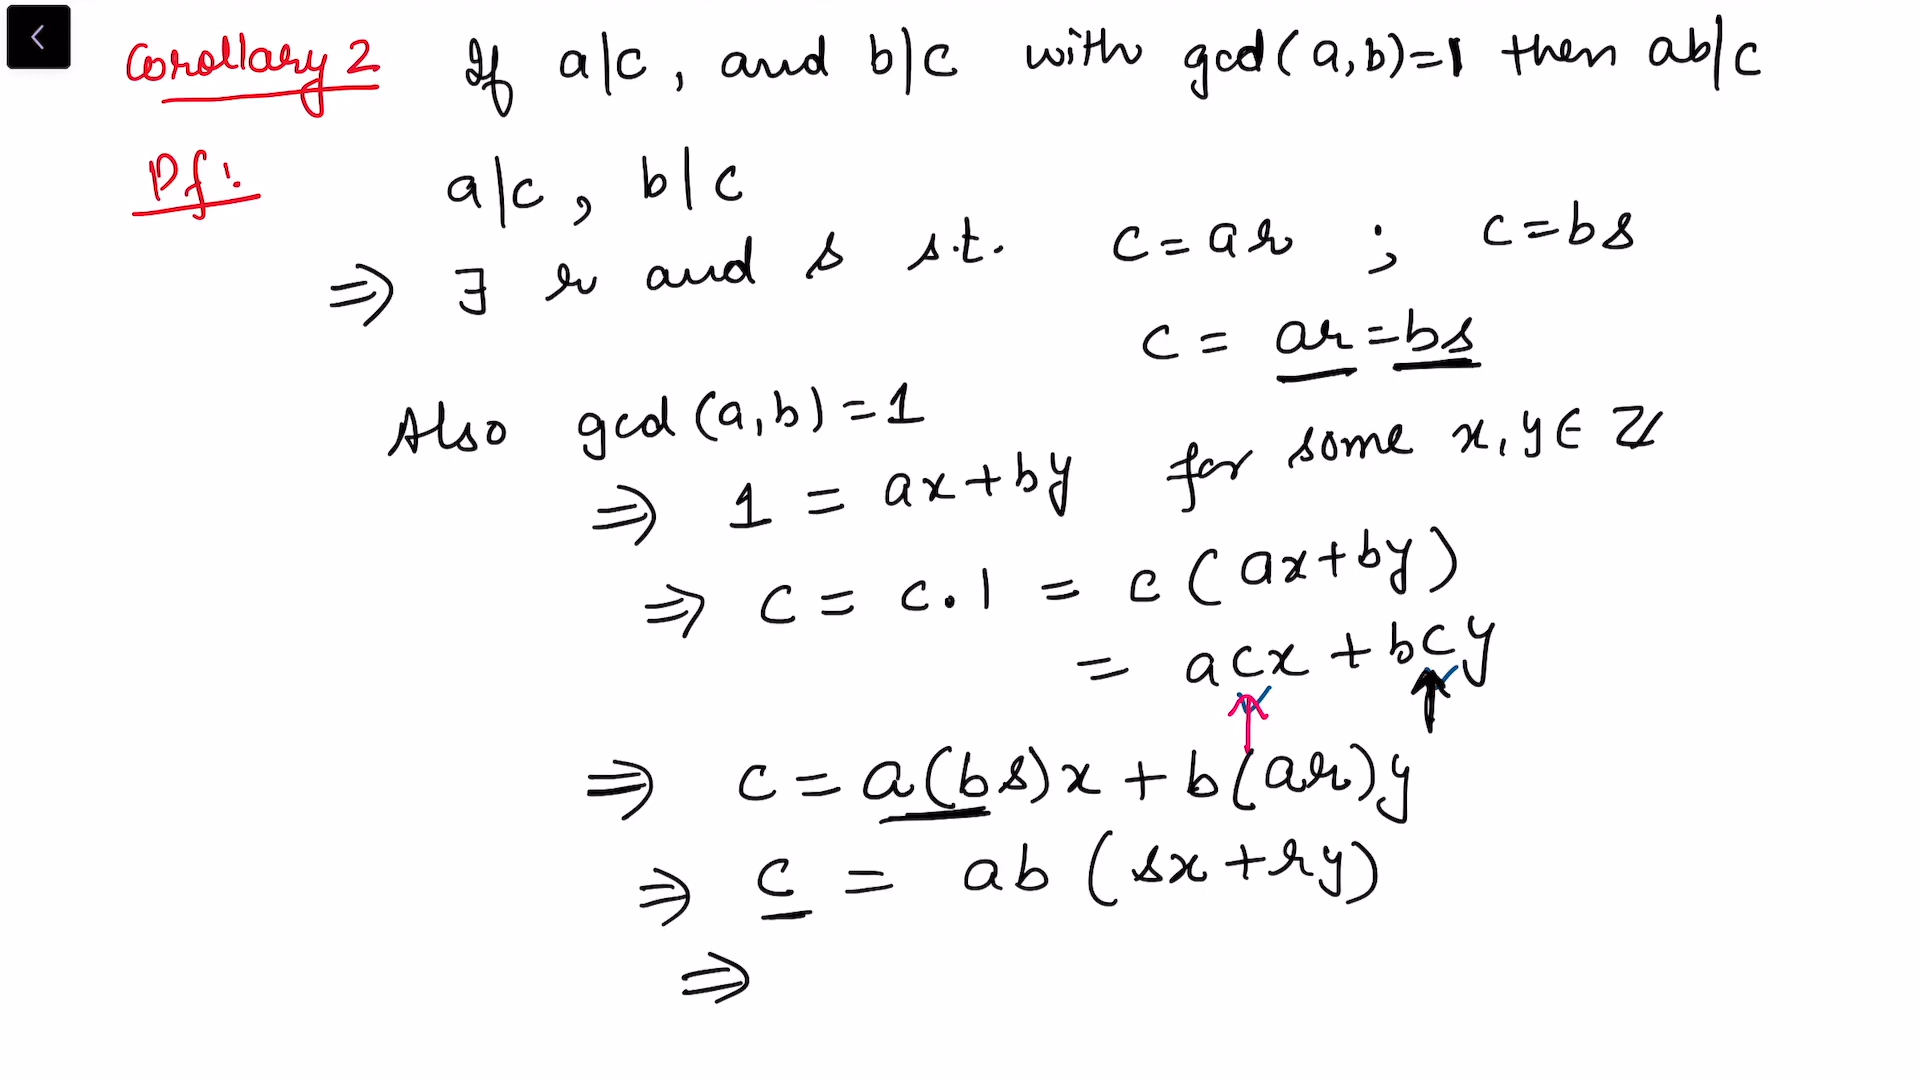 Corollary 2 If a|c, and b|c with gcd(a,b)=1 then ab|c
Pf: a|c, b|c
⇒ ∃ r and s s.t. c=ar ; c=bs
c = ar=bs
Also gcd(a,b)=1
⇒ 1 = ax+by for some x,y∈ ℤ
⇒ c = c.1 = c(ax+by)
= acx + bcy
⇒ c = a(bs)x + b(ar)y
⇒ c = ab(sx+ry)
⇒